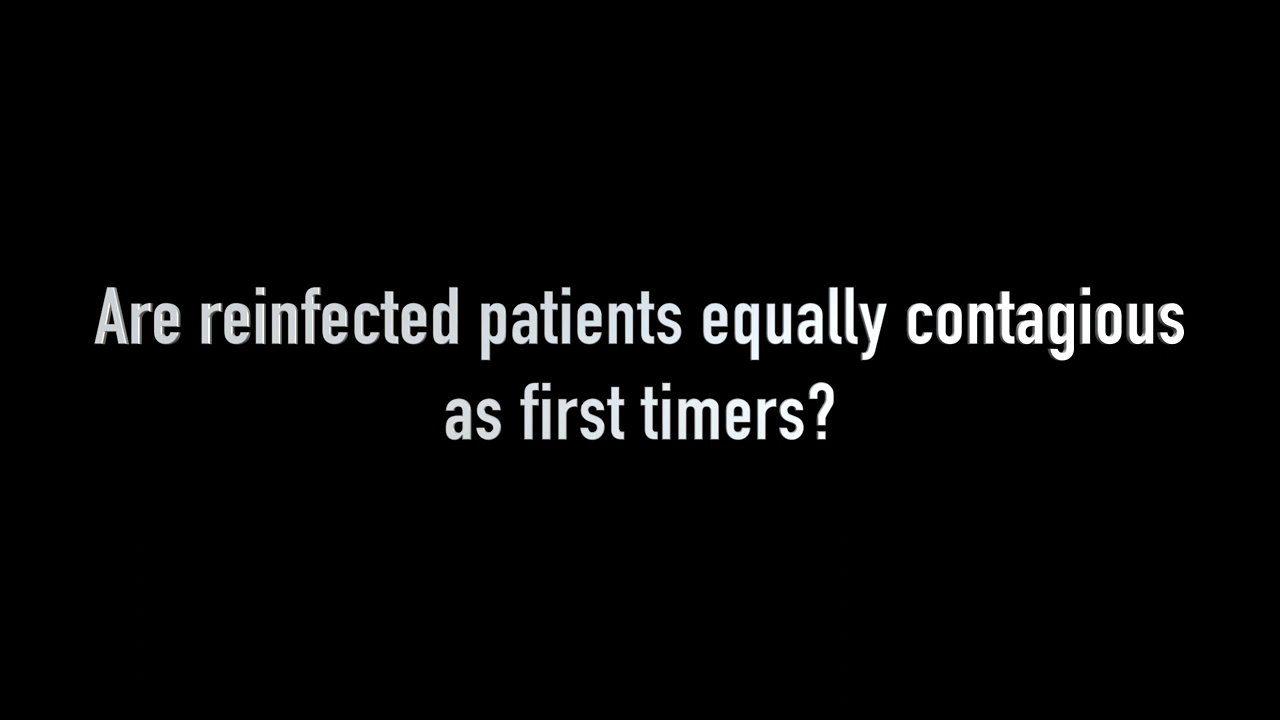 Are reinfected patients equally contagious
as first timers?